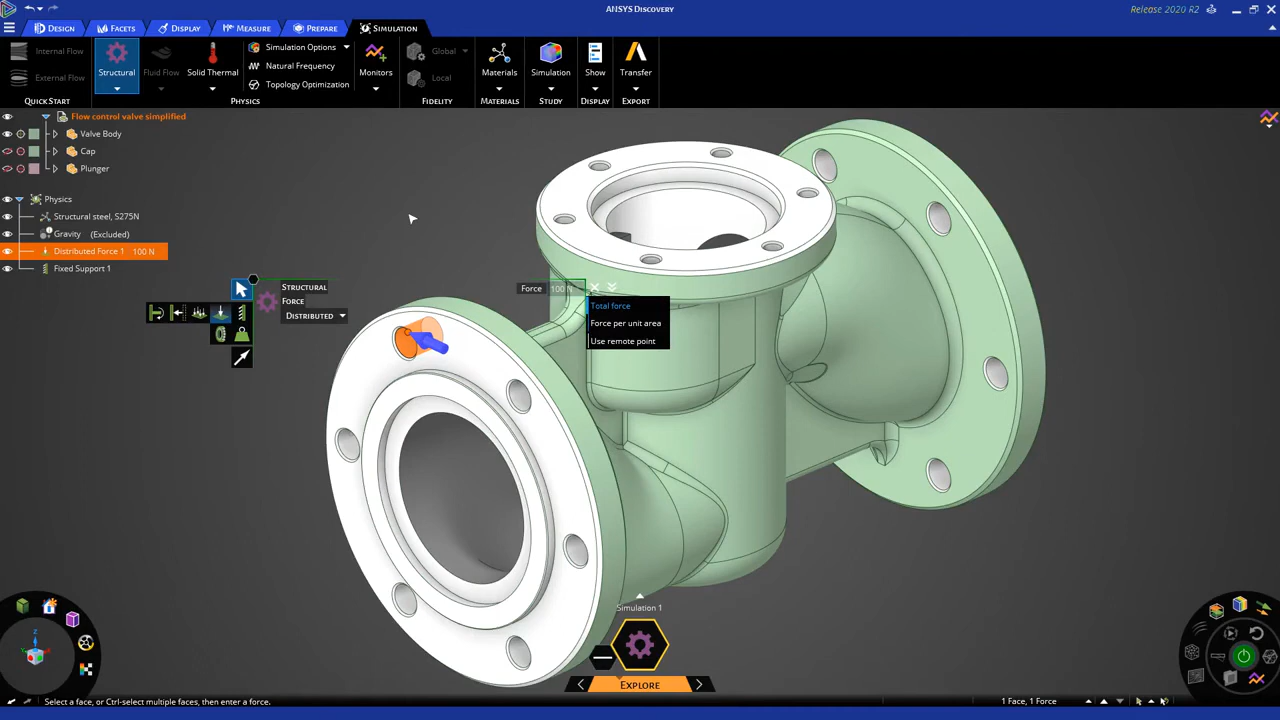 ANSYS Discovery
Release 2020 R2
Design
Facets
Display
Measure
Prepare
Simulation
Internal Flow
External Flow
Quick Start
Structural
Fluid Flow
Solid Thermal
Simulation Options
Natural Frequency
Topology Optimization
Physics
Monitors
Global
Local
Fidelity
Materials
Materials
Simulation
Study
Show
Display
Transfer
Export
Flow control valve simplified
Valve Body
Cap
Plunger
Physics
Structural steel, S275N
Gravity (Excluded)
Distributed Force 1 100 N
Fixed Support 1
Structural
Force
Distributed
Force 100 N
Total force
Force per unit area
Use remote point
Simulation 1
Explore
Z
Select a face, or Ctrl-select multiple faces, then enter a force.
1 Face, 1 Force